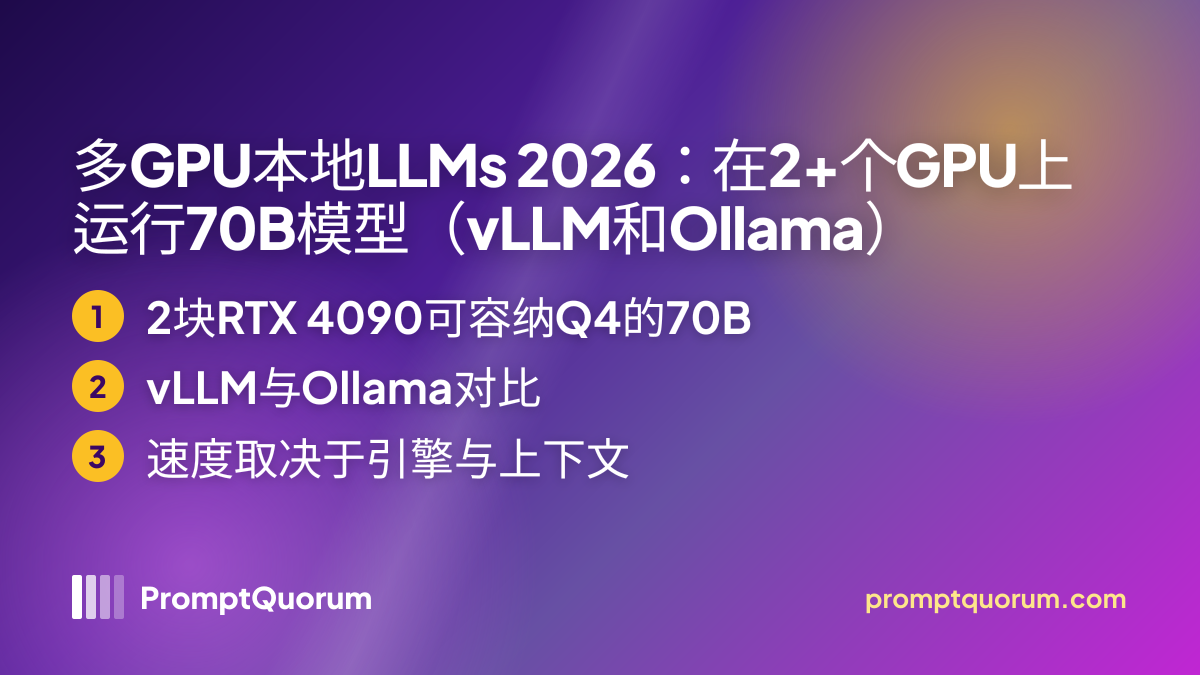 多GPU本地LLMs 2026：在2+个GPU上
运行70B模型（vLLM和Ollama）
1 2块RTX 4090可容纳Q4的70B
2 vLLM与Ollama对比
3 速度取决于引擎与上下文
PromptQuorum
promptquorum.com